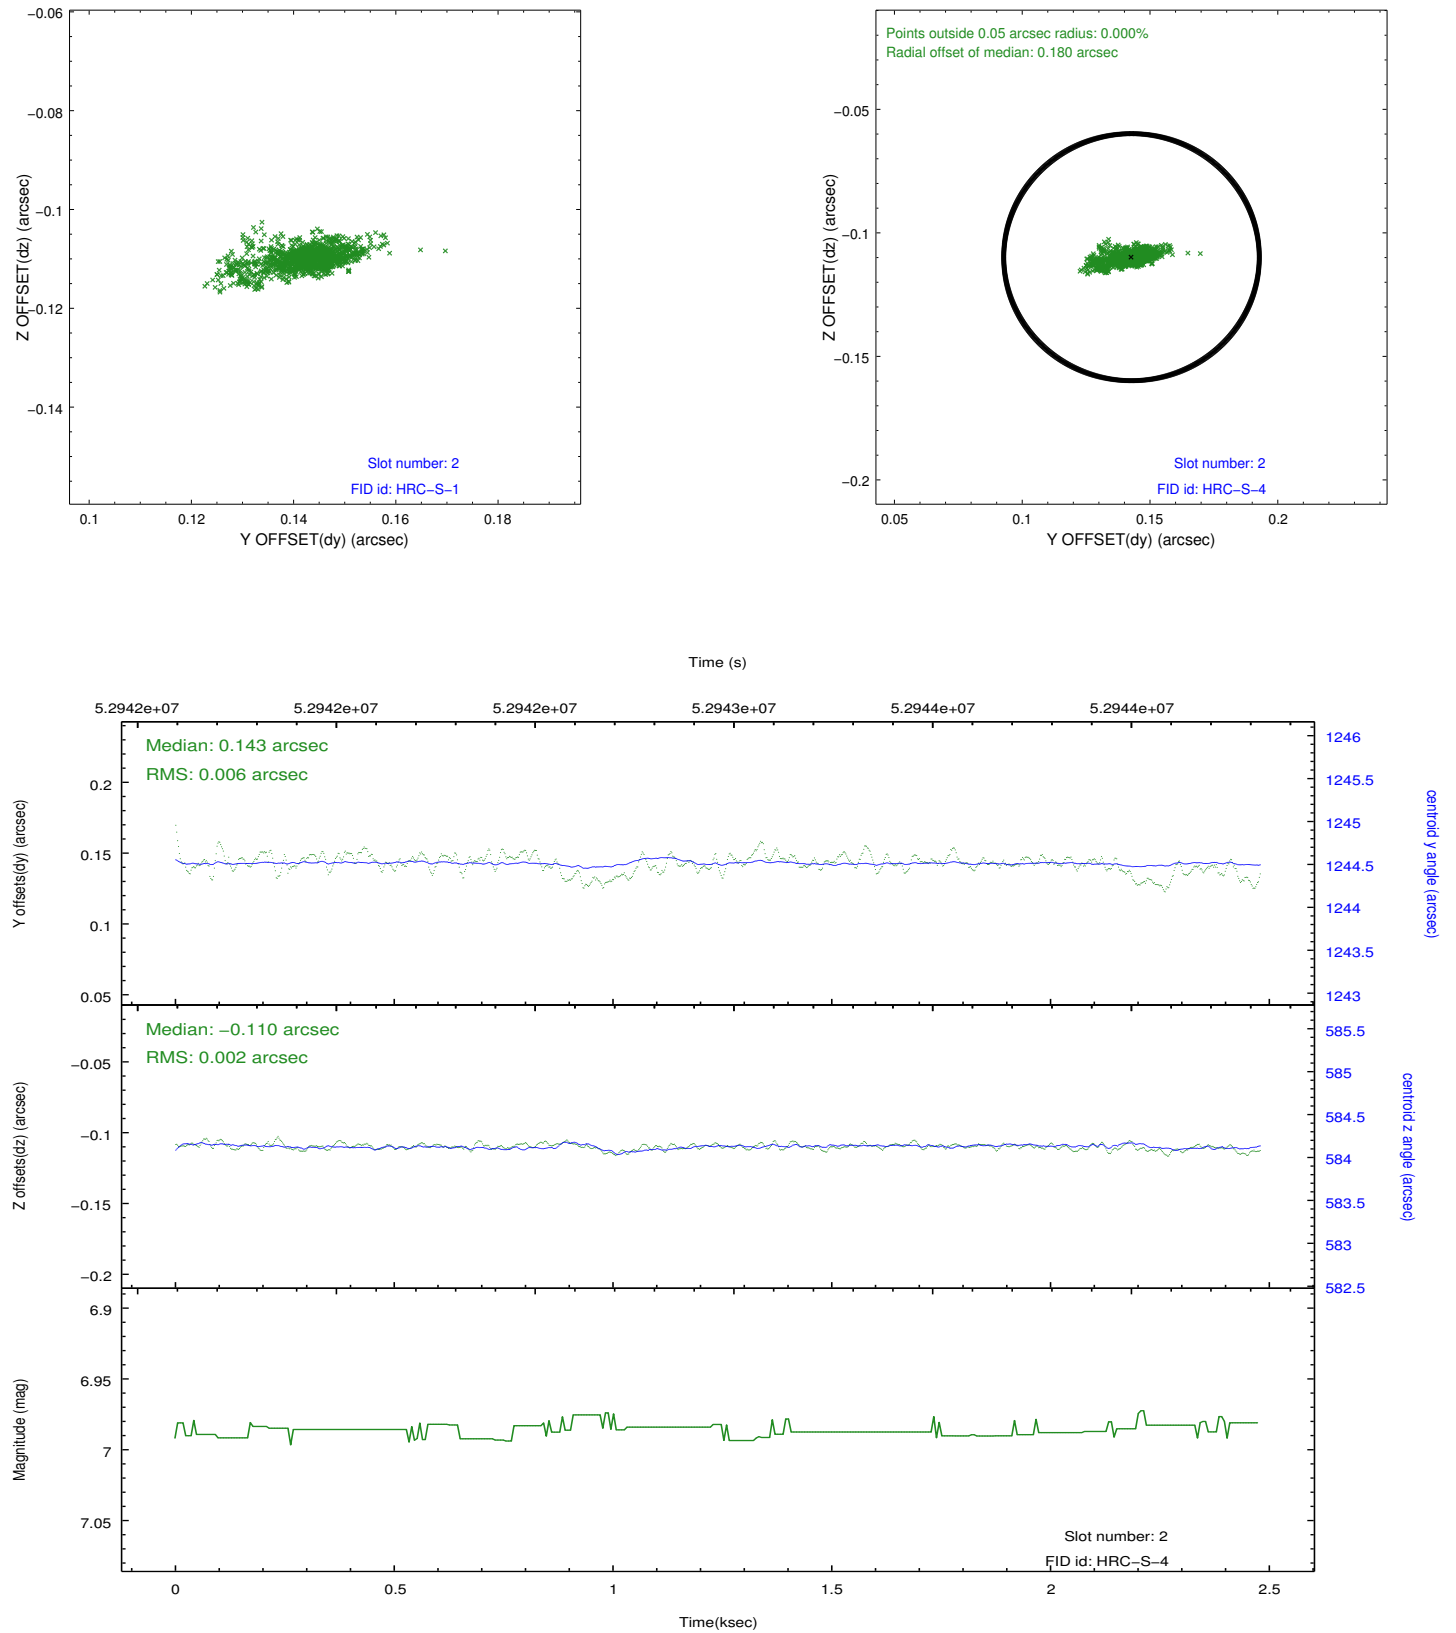 −0.06
−0.08
−0.1
−0.12
−0.14
Z OFFSET(dz) (arcsec)
Slot number: 2
FID id: HRC−S−1
0.1 0.12 0.14 0.16 0.18
Y OFFSET(dy) (arcsec)
Points outside 0.05 arcsec radius: 0.000%
Radial offset of median: 0.180 arcsec
−0.05
−0.1
−0.15
−0.2
Z OFFSET(dz) (arcsec)
Slot number: 2
FID id: HRC−S−4
0.05 0.1 0.15 0.2
Y OFFSET(dy) (arcsec)
Time (s)
5.2942e+07 5.2942e+07 5.2942e+07 5.2943e+07 5.2944e+07 5.2944e+07
Median: 0.143 arcsec
RMS: 0.006 arcsec
0.2
0.15
0.1
0.05
Y offsets(dy) (arcsec)
1246
1245.5
1245
1244.5
1244
1243.5
1243
centroid y angle (arcsec)
Median: −0.110 arcsec
RMS: 0.002 arcsec
−0.05
−0.1
−0.15
−0.2
Z offsets(dz) (arcsec)
585.5
585
584.5
584
583.5
583
582.5
centroid z angle (arcsec)
6.9
6.95
7
7.05
Magnitude (mag)
Slot number: 2
FID id: HRC−S−4
0 0.5 1 1.5 2 2.5
Time(ksec)